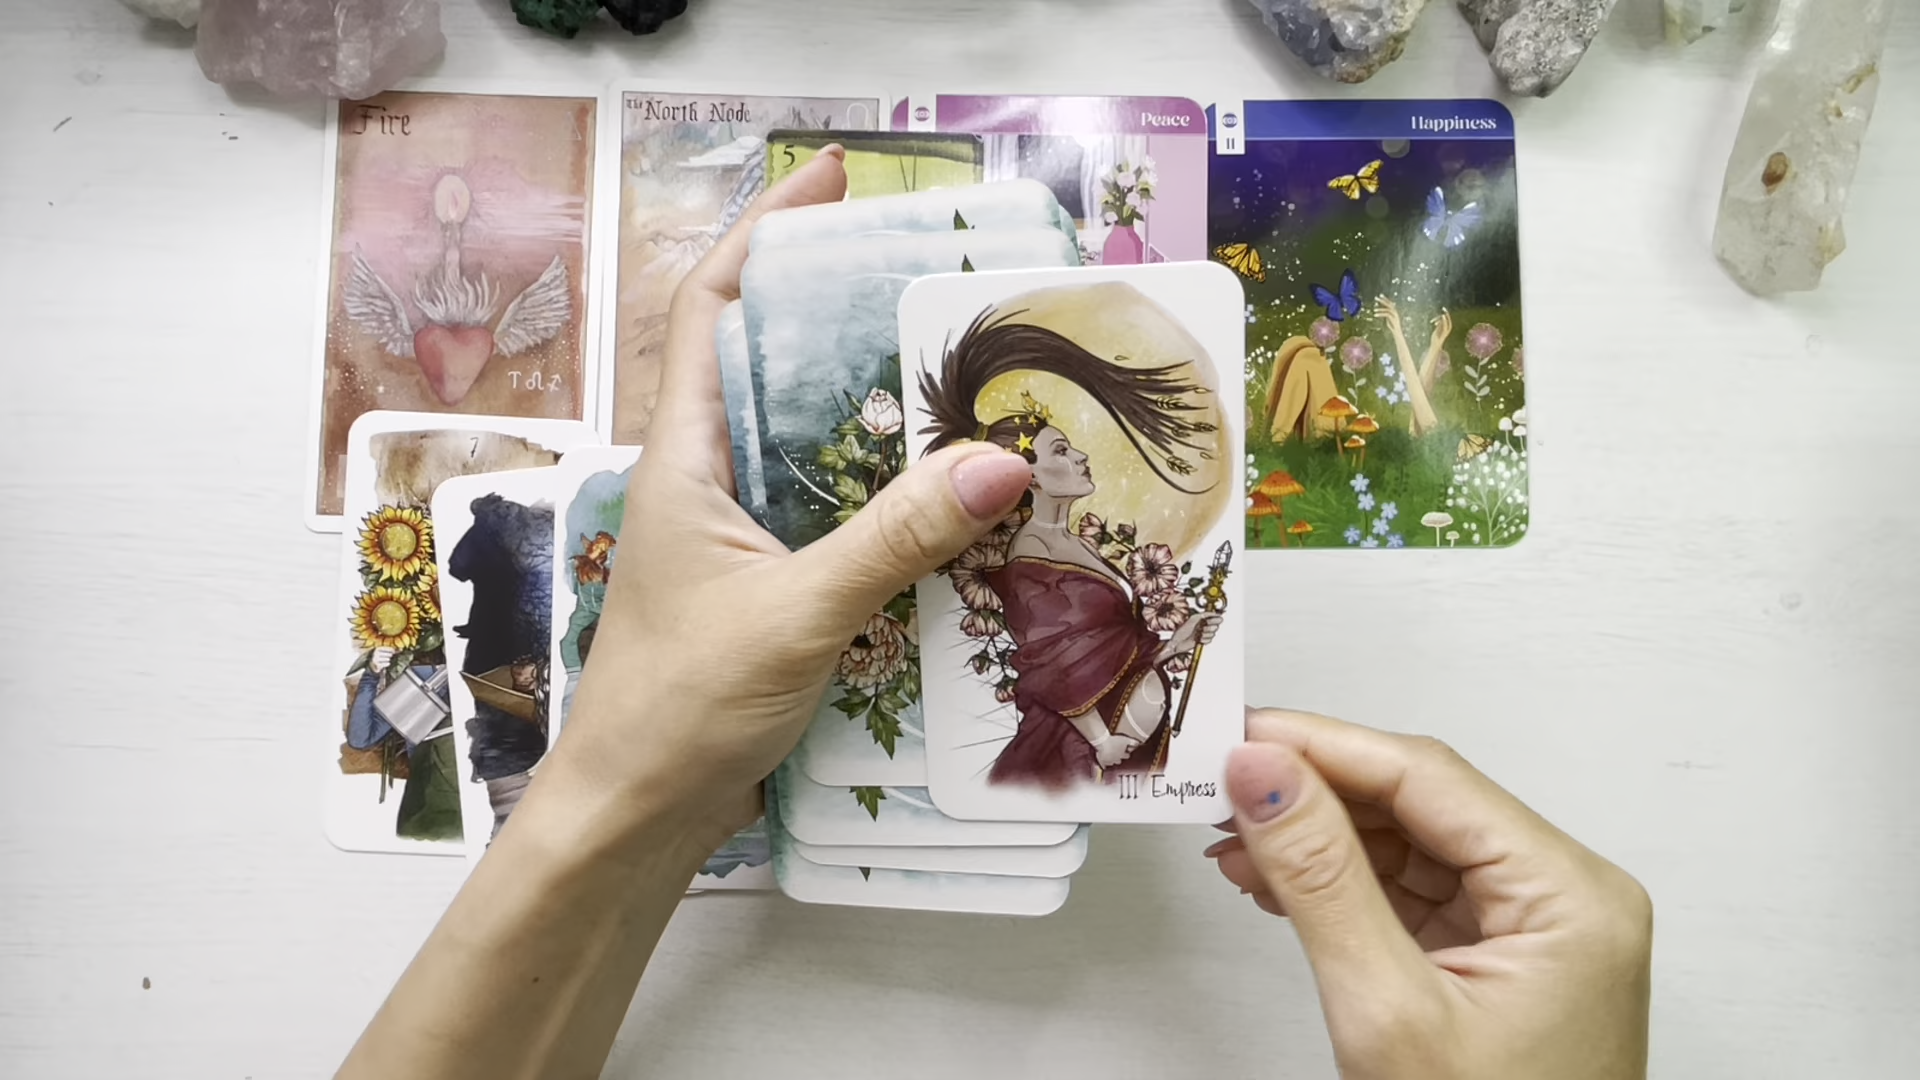 Fire
The North Node
Peace
II
Happiness
5
7
III Empress